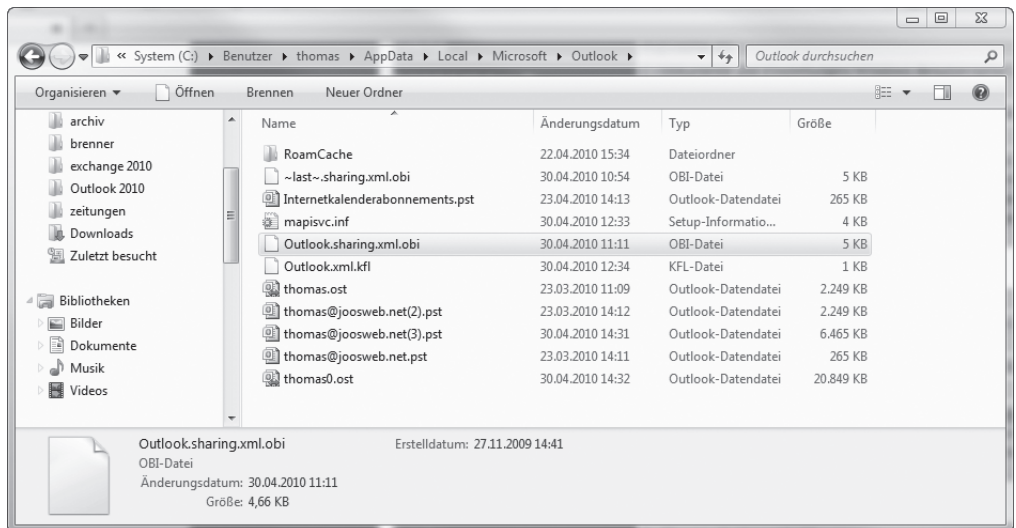 « System (C:) ▸ Benutzer ▸ thomas ▸ AppData ▸ Local ▸ Microsoft ▸ Outlook ▸ Outlook durchsuchen
Organisieren Öffnen Brennen Neuer Ordner
archiv
brenner
exchange 2010
Outlook 2010
zeitungen
Downloads
Zuletzt besucht
Bibliotheken
Bilder
Dokumente
Musik
Videos
Name Änderungsdatum Typ Größe
RoamCache 22.04.2010 15:34 Dateiordner
~last~.sharing.xml.obi 30.04.2010 10:54 OBI-Datei 5 KB
Internetkalenderabonnements.pst 23.04.2010 14:13 Outlook-Datendatei 265 KB
mapisvc.inf 30.04.2010 12:33 Setup-Informatio... 4 KB
Outlook.sharing.xml.obi 30.04.2010 11:11 OBI-Datei 5 KB
Outlook.xml.kfl 30.04.2010 12:34 KFL-Datei 1 KB
thomas.ost 23.03.2010 11:09 Outlook-Datendatei 2.249 KB
thomas@joosweb.net(2).pst 23.03.2010 14:12 Outlook-Datendatei 2.249 KB
thomas@joosweb.net(3).pst 30.04.2010 14:31 Outlook-Datendatei 6.465 KB
thomas@joosweb.net.pst 23.03.2010 14:11 Outlook-Datendatei 265 KB
thomas0.ost 30.04.2010 14:32 Outlook-Datendatei 20.849 KB
Outlook.sharing.xml.obi Erstelldatum: 27.11.2009 14:41
OBI-Datei
Änderungsdatum: 30.04.2010 11:11
Größe: 4,66 KB